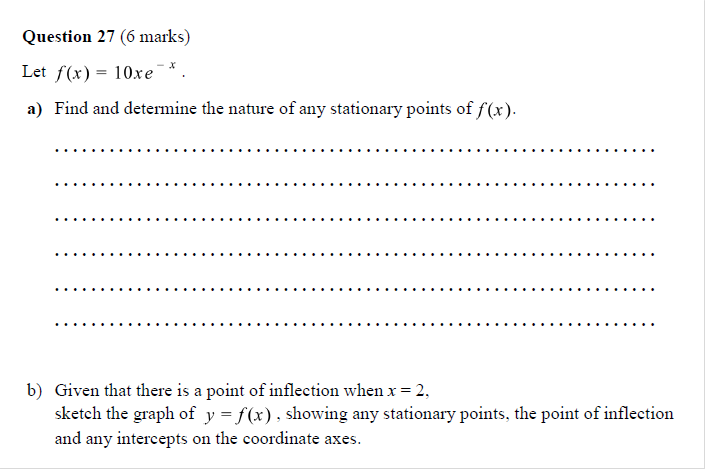 Question 27 (6 marks)
Let f(x) = 10xe⁻ˣ.
a) Find and determine the nature of any stationary points of f(x).
b) Given that there is a point of inflection when x = 2,
sketch the graph of y = f(x), showing any stationary points, the point of inflection
and any intercepts on the coordinate axes.